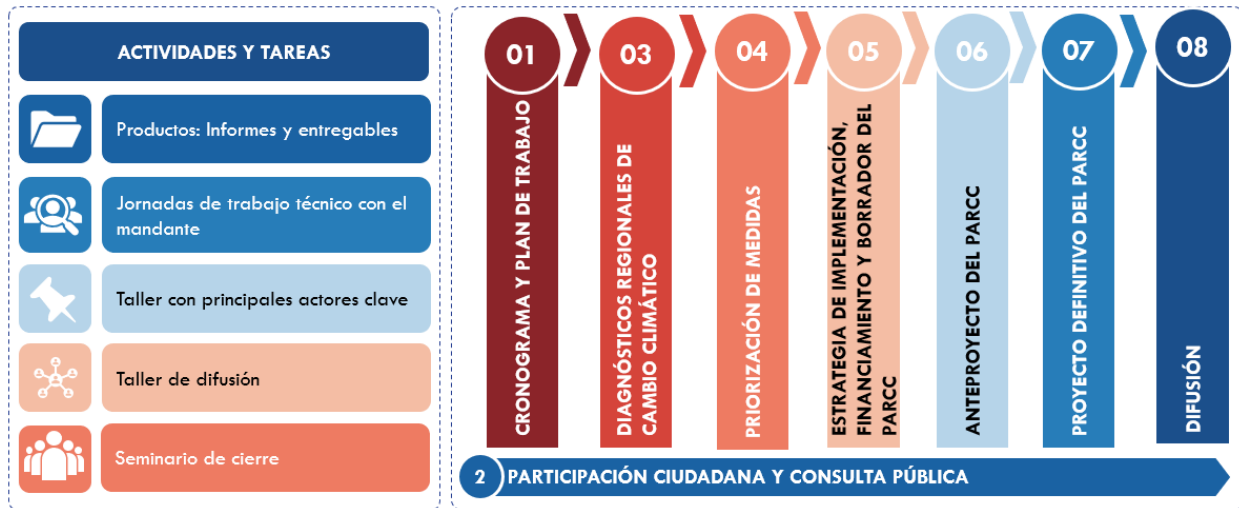 ACTIVIDADES Y TAREAS
Productos: Informes y entregables
Jornadas de trabajo técnico con el
mandante
Taller con principales actores clave
Taller de difusión
Seminario de cierre
01
CRONOGRAMA Y PLAN DE TRABAJO
03
DIAGNÓSTICOS REGIONALES DE
CAMBIO CLIMÁTICO
04
PRIORIZACIÓN DE MEDIDAS
05
ESTRATEGIA DE IMPLEMENTACIÓN,
FINANCIAMIENTO Y BORRADOR DEL
PARCC
06
ANTEPROYECTO DEL PARCC
07
PROYECTO DEFINITIVO DEL PARCC
08
DIFUSIÓN
2 PARTICIPACIÓN CIUDADANA Y CONSULTA PÚBLICA